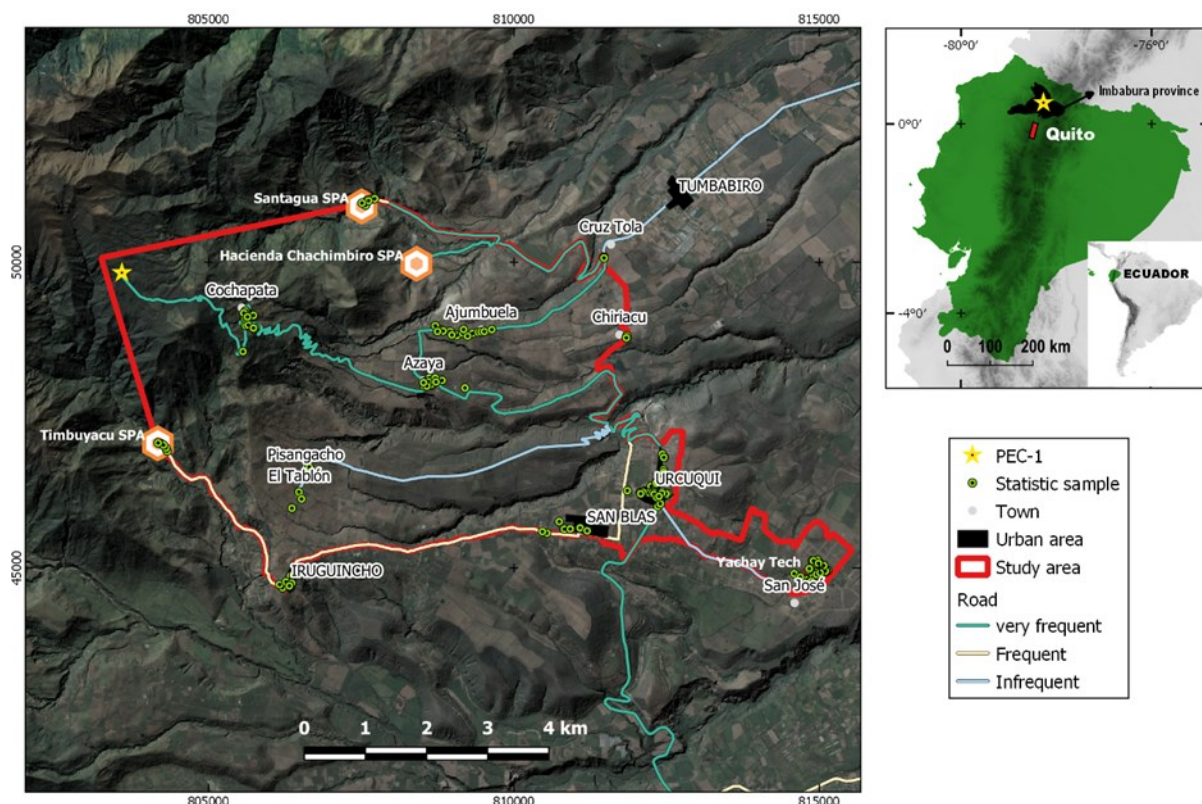 805000
810000
815000
Santagua SPA
TUMBABIRO
Cruz Tola
Hacienda Chachimbiro SPA
50000
Cochapata
Ajumbuela
Chiriacu
Azaya
Timbuyacu SPA
Pisangacho
El Tablón
URCUQUI
SAN BLAS
Yachay Tech
San José
45000
IRUGUINCHO
0 1 2 3 4 km
805000
810000
815000
-80°0'
-76°0'
Imbabura province
0°0'
Quito
ECUADOR
-4°0'
0 100 200 km
PEC-1
Statistic sample
Town
Urban area
Study area
Road
very frequent
Frequent
Infrequent